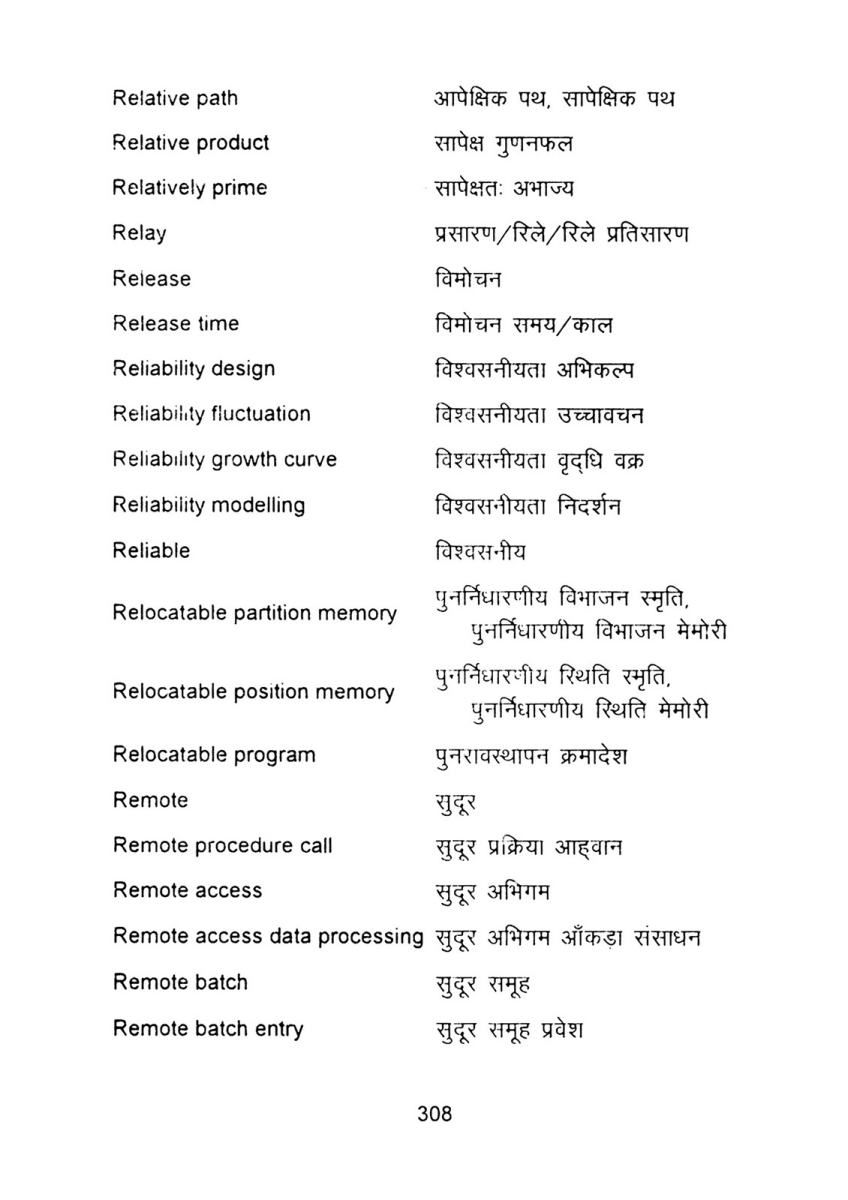 Relative path आपेक्षिक पथ, सापेक्षिक पथ
Relative product सापेक्ष गुणनफल
Relatively prime सापेक्षतः अभाज्य
Relay प्रसारण/रिले/रिले प्रतिसारण
Release विमोचन
Release time विमोचन समय/काल
Reliability design विश्वसनीयता अभिकल्प
Reliability fluctuation विश्वसनीयता उच्चावचन
Reliability growth curve विश्वसनीयता वृद्धि वक्र
Reliability modelling विश्वसनीयता निदर्शन
Reliable विश्वसनीय
Relocatable partition memory पुनर्निधारणीय विभाजन स्मृति,
पुनर्निधारणीय विभाजन मेमोरी
Relocatable position memory पुनर्निधारणीय स्थिति स्मृति,
पुनर्निधारणीय स्थिति मेमोरी
Relocatable program पुनरावस्थापन क्रमादेश
Remote सुदूर
Remote procedure call सुदूर प्रक्रिया आह्वान
Remote access सुदूर अभिगम
Remote access data processing सुदूर अभिगम आँकड़ा संसाधन
Remote batch सुदूर समूह
Remote batch entry सुदूर समूह प्रवेश
308